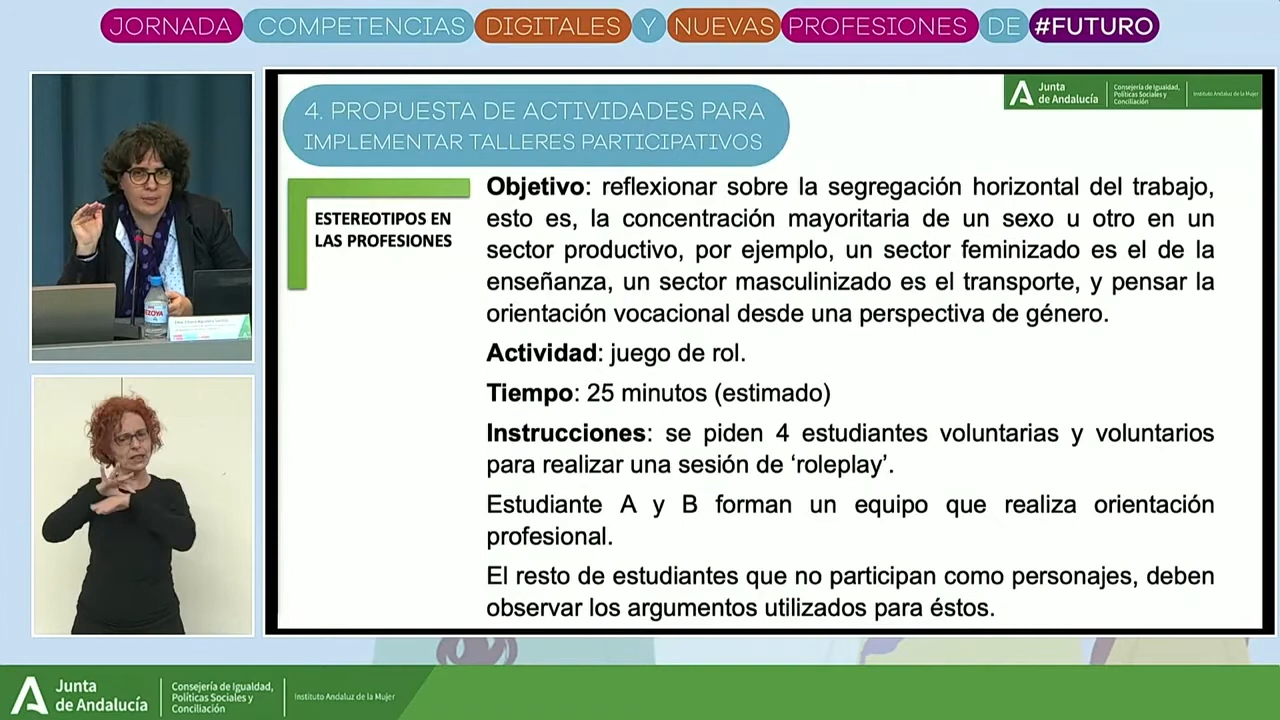 JORNADA COMPETENCIAS DIGITALES Y NUEVAS PROFESIONES DE #FUTURO
Junta
de Andalucía
Consejería de Igualdad,
Políticas Sociales y
Conciliación
Instituto Andaluz de la Mujer
4. PROPUESTA DE ACTIVIDADES PARA
IMPLEMENTAR TALLERES PARTICIPATIVOS
ESTEREOTIPOS EN
LAS PROFESIONES
Objetivo: reflexionar sobre la segregación horizontal del trabajo,
esto es, la concentración mayoritaria de un sexo u otro en un
sector productivo, por ejemplo, un sector feminizado es el de la
enseñanza, un sector masculinizado es el transporte, y pensar la
orientación vocacional desde una perspectiva de género.
Actividad: juego de rol.
Tiempo: 25 minutos (estimado)
Instrucciones: se piden 4 estudiantes voluntarias y voluntarios
para realizar una sesión de ‘roleplay’.
Estudiante A y B forman un equipo que realiza orientación
profesional.
El resto de estudiantes que no participan como personajes, deben
observar los argumentos utilizados para éstos.
Junta
de Andalucía
Consejería de Igualdad,
Políticas Sociales y
Conciliación
Instituto Andaluz de la Mujer